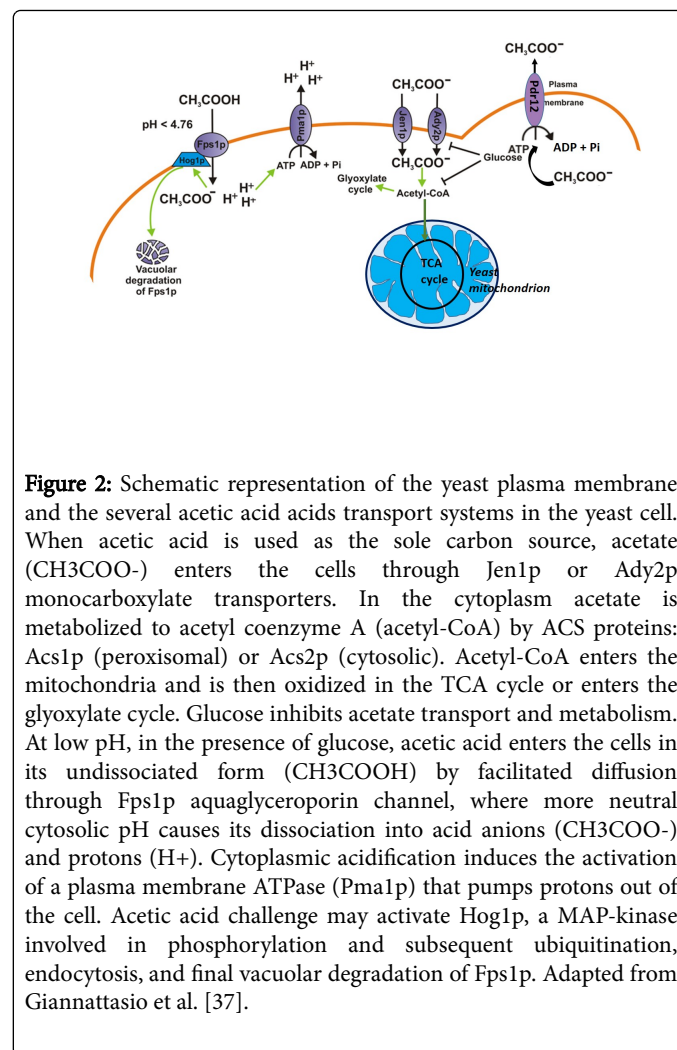 CH₃COO⁻
H⁺
H⁺ H⁺
H⁺
CH₃COOH
CH₃COO⁻
Pdr12
Plasma
membrane
pH < 4.76
Fps1p
Pma1p
Jen1p
Ady2p
Hog1p
ATP ADP + Pi
ATP ADP + Pi
Glucose
CH₃COO⁻
CH₃COO⁻
CH₃COO⁻
H⁺ H⁺
H⁺
Glyoxylate
cycle
Acetyl-CoA
Vacuolar
degradation
of Fps1p
TCA
cycle
Yeast
mitochondrion
Figure 2: Schematic representation of the yeast plasma membrane
and the several acetic acid acids transport systems in the yeast cell.
When acetic acid is used as the sole carbon source, acetate
(CH3COO-) enters the cells through Jen1p or Ady2p
monocarboxylate transporters. In the cytoplasm acetate is
metabolized to acetyl coenzyme A (acetyl-CoA) by ACS proteins:
Acs1p (peroxisomal) or Acs2p (cytosolic). Acetyl-CoA enters the
mitochondria and is then oxidized in the TCA cycle or enters the
glyoxylate cycle. Glucose inhibits acetate transport and metabolism.
At low pH, in the presence of glucose, acetic acid enters the cells in
its undissociated form (CH3COOH) by facilitated diffusion
through Fps1p aquaglyceroporin channel, where more neutral
cytosolic pH causes its dissociation into acid anions (CH3COO-)
and protons (H+). Cytoplasmic acidification induces the activation
of a plasma membrane ATPase (Pma1p) that pumps protons out of
the cell. Acetic acid challenge may activate Hog1p, a MAP-kinase
involved in phosphorylation and subsequent ubiquitination,
endocytosis, and final vacuolar degradation of Fps1p. Adapted from
Giannattasio et al. [37].